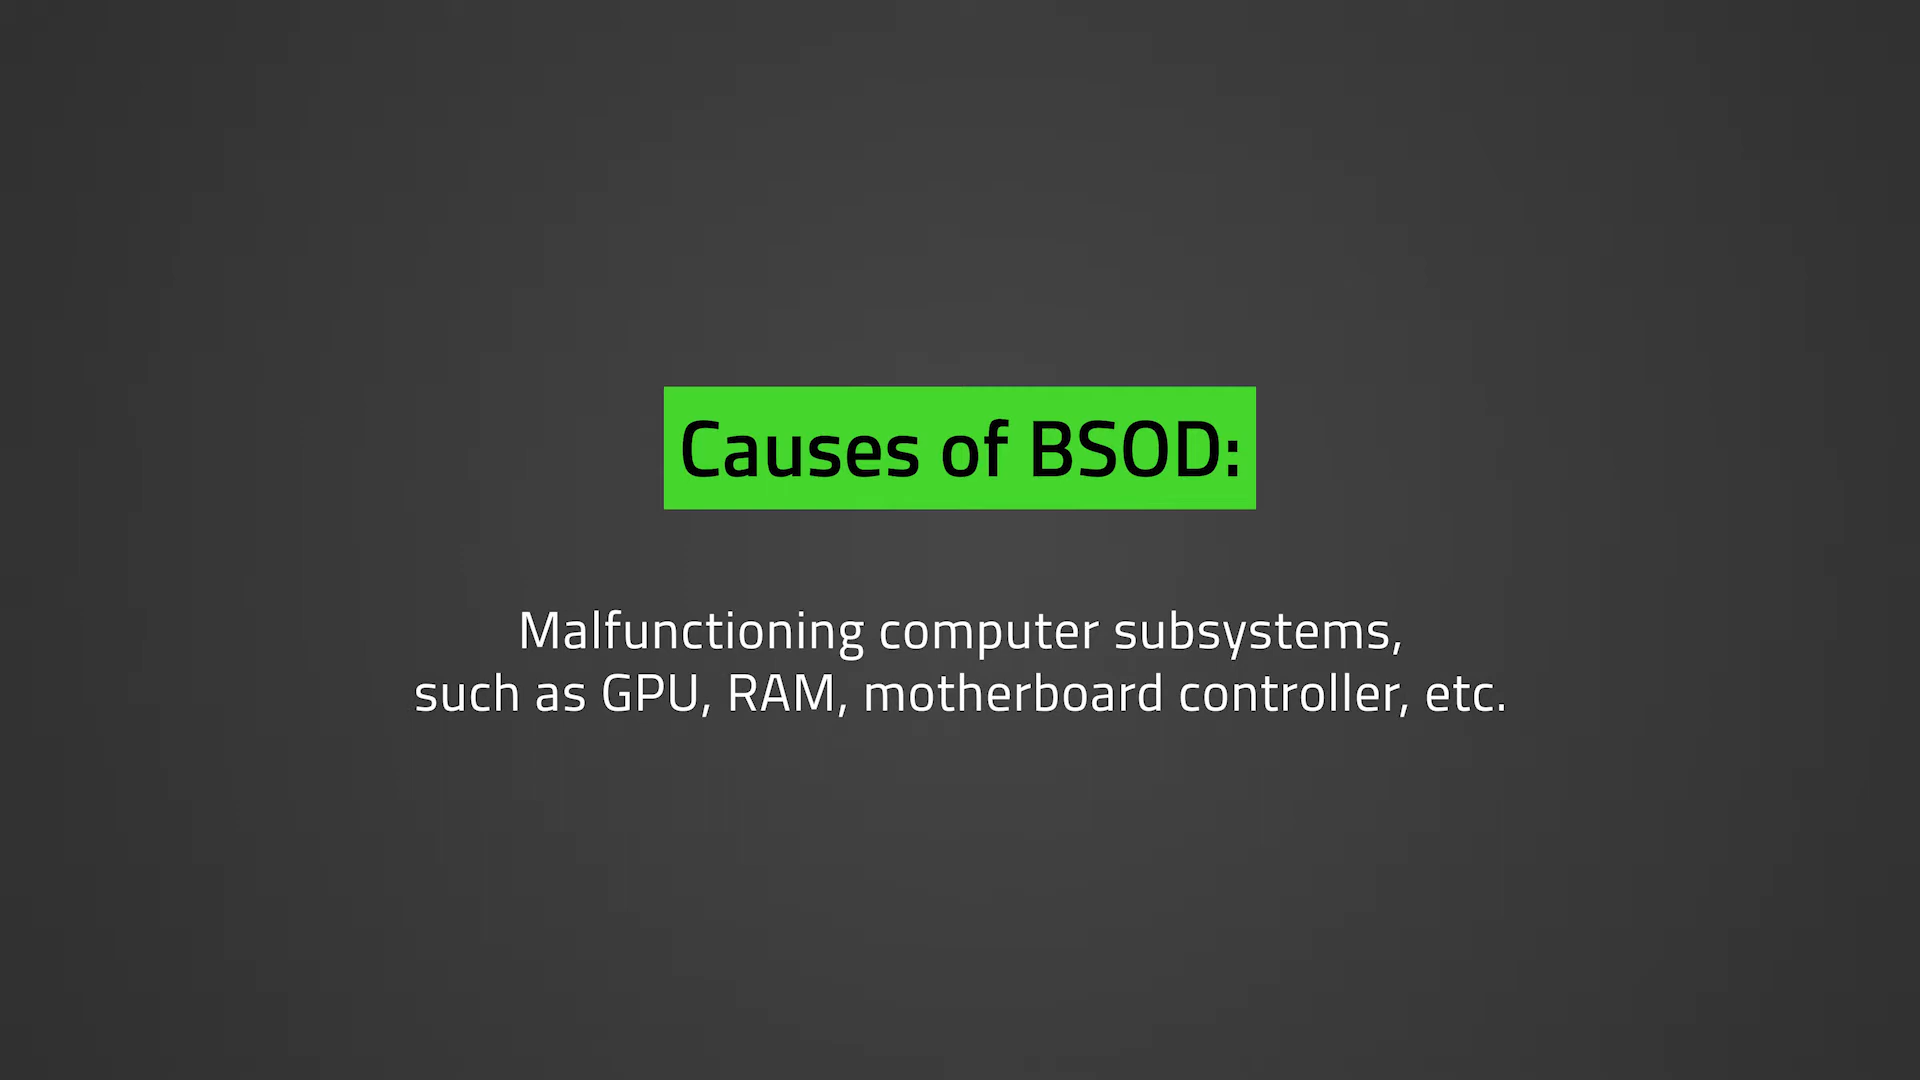 Causes of BSOD:
Malfunctioning computer subsystems,
such as GPU, RAM, motherboard controller, etc.